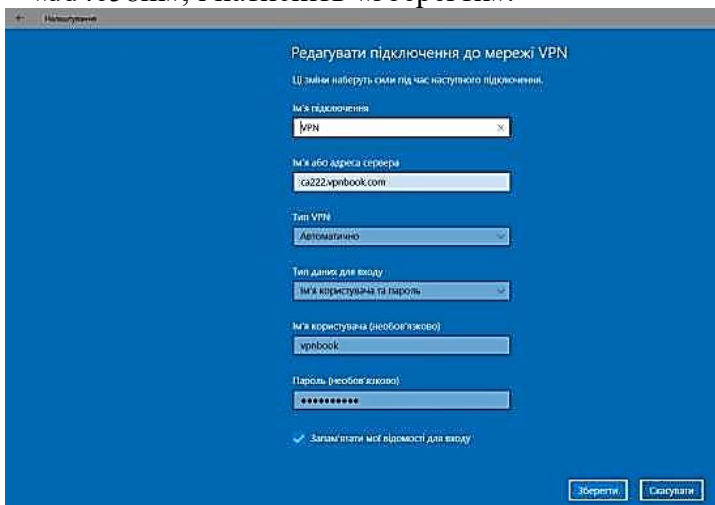 ← Налаштування
Редагувати підключення до мережі VPN
Ці зміни наберуть сили під час наступного підключення.
Ім'я підключення
VPN
Ім'я або адреса сервера
ca222.vpnbook.com
Тип VPN
Автоматично
Тип даних для входу
Ім'я користувача та пароль
Ім'я користувача (необов'язково)
vpnbook
Пароль (необов'язково)
••••••••••
Запам'ятати мої відомості для входу
Зберегти Скасувати